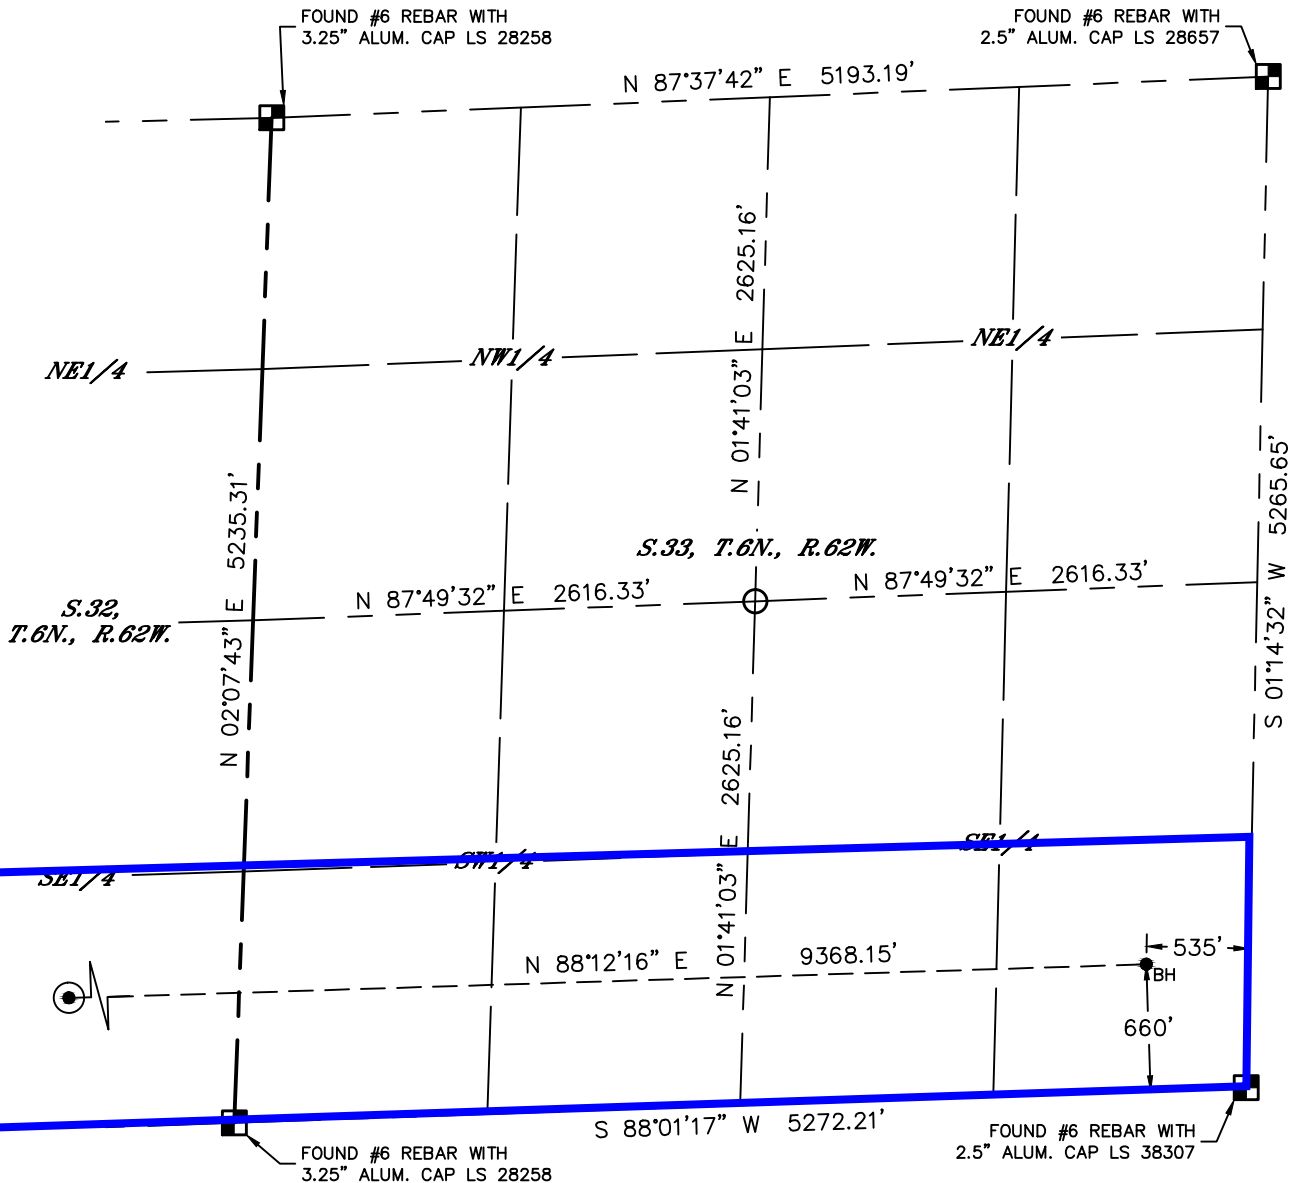 FOUND #6 REBAR WITH
3.25" ALUM. CAP LS 28258
FOUND #6 REBAR WITH
2.5" ALUM. CAP LS 28657
N 87°37'42" E 5193.19'
N 01°41'03" E 2625.16'
NE1/4
NW1/4
NE1/4
N 02°07'43" E 5235.31'
S 01°14'32" W 5265.65'
S.33, T.6N., R.62W.
N 87°49'32" E 2616.33'
N 87°49'32" E 2616.33'
S.32,
T.6N., R.62W.
N 01°41'03" E 2625.16'
SE1/4
SW1/4
SE1/4
N 88°12'16" E 9368.15'
535'
BH
660'
S 88°01'17" W 5272.21'
FOUND #6 REBAR WITH
3.25" ALUM. CAP LS 28258
FOUND #6 REBAR WITH
2.5" ALUM. CAP LS 38307